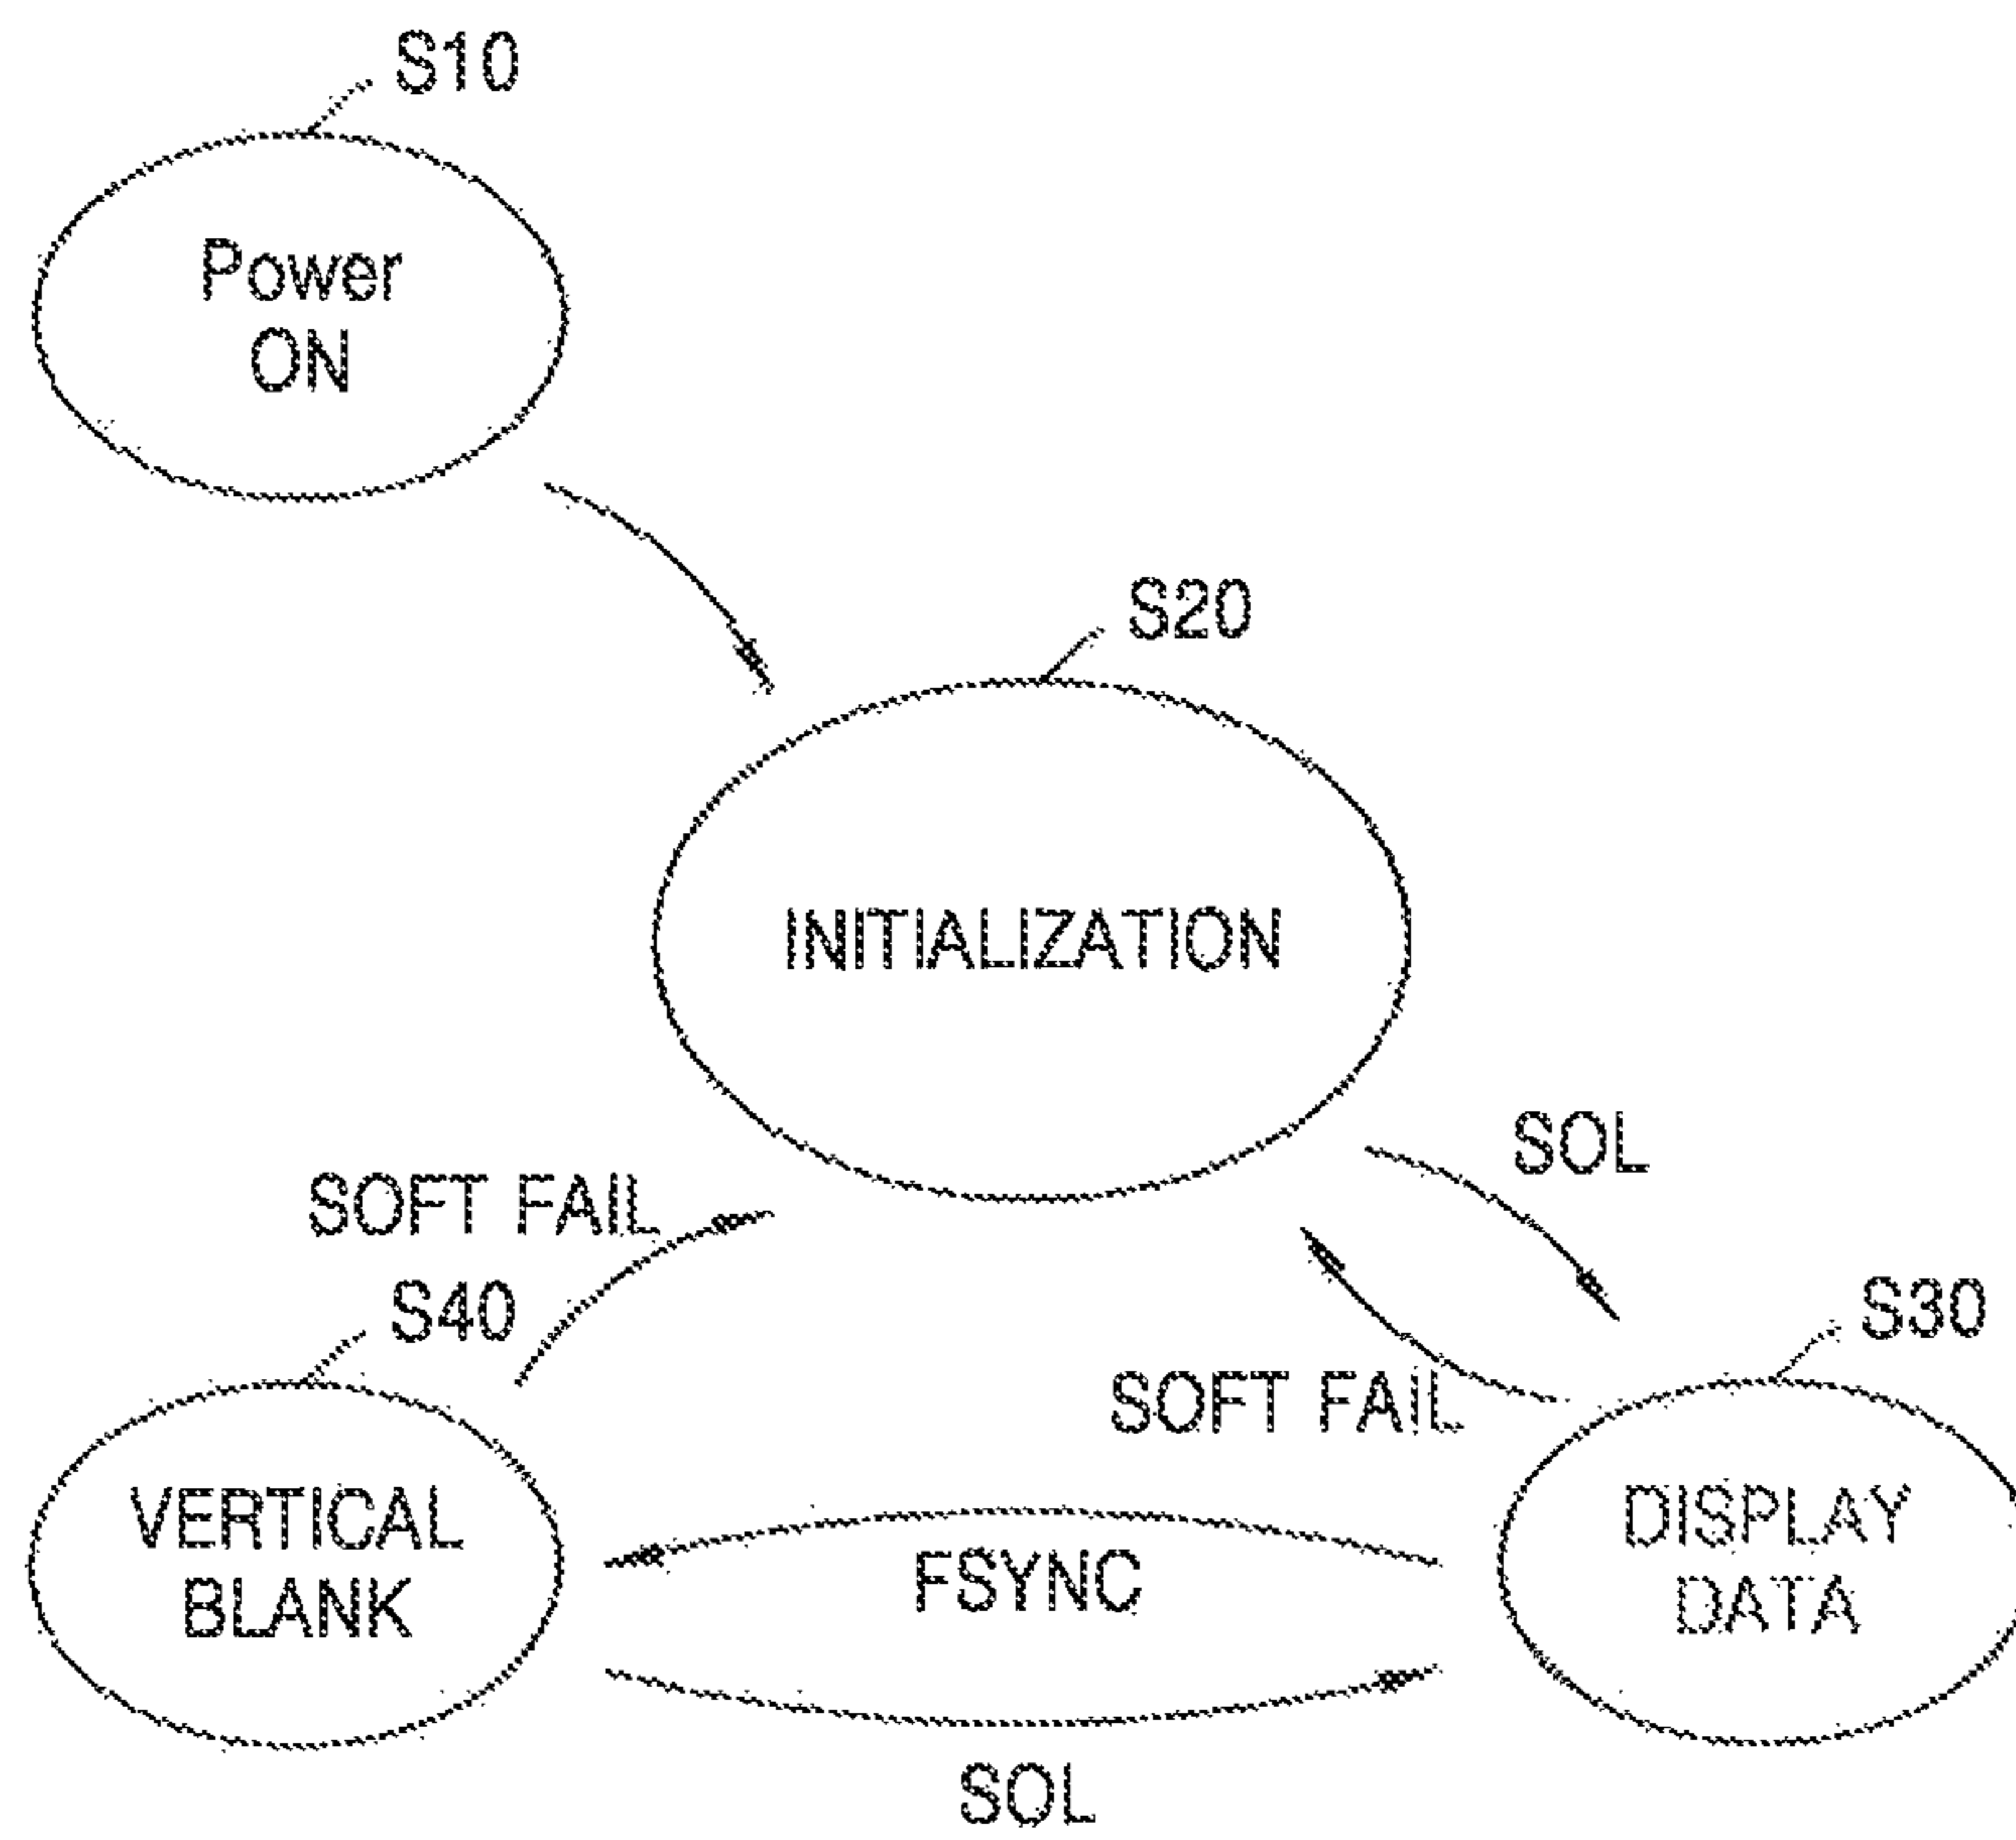 S10
Power
ON
S20
INITIALIZATION
SOL
SOFT FAIL
S40
S30
SOFT FAIL
VERTICAL
BLANK
FSYNC
DISPLAY
DATA
SOL